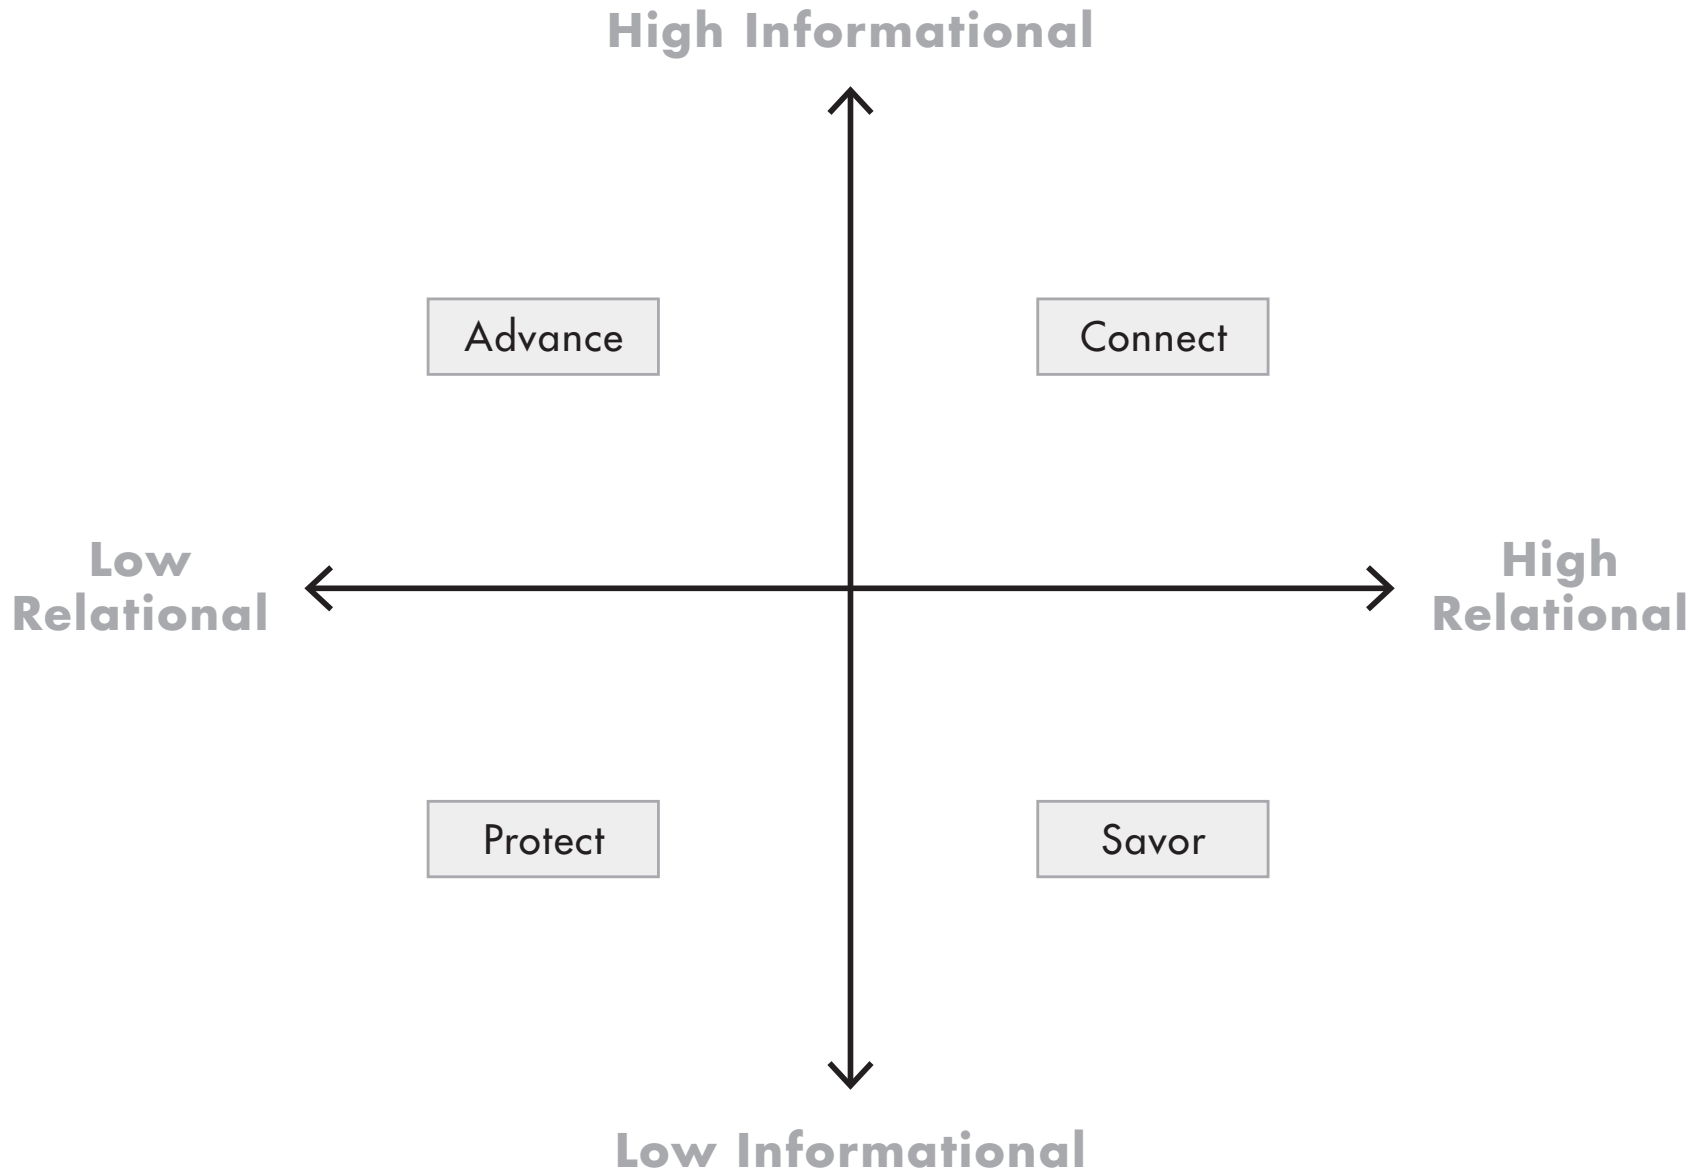 High Informational
Advance
Connect
Low
Relational
High
Relational
Protect
Savor
Low Informational